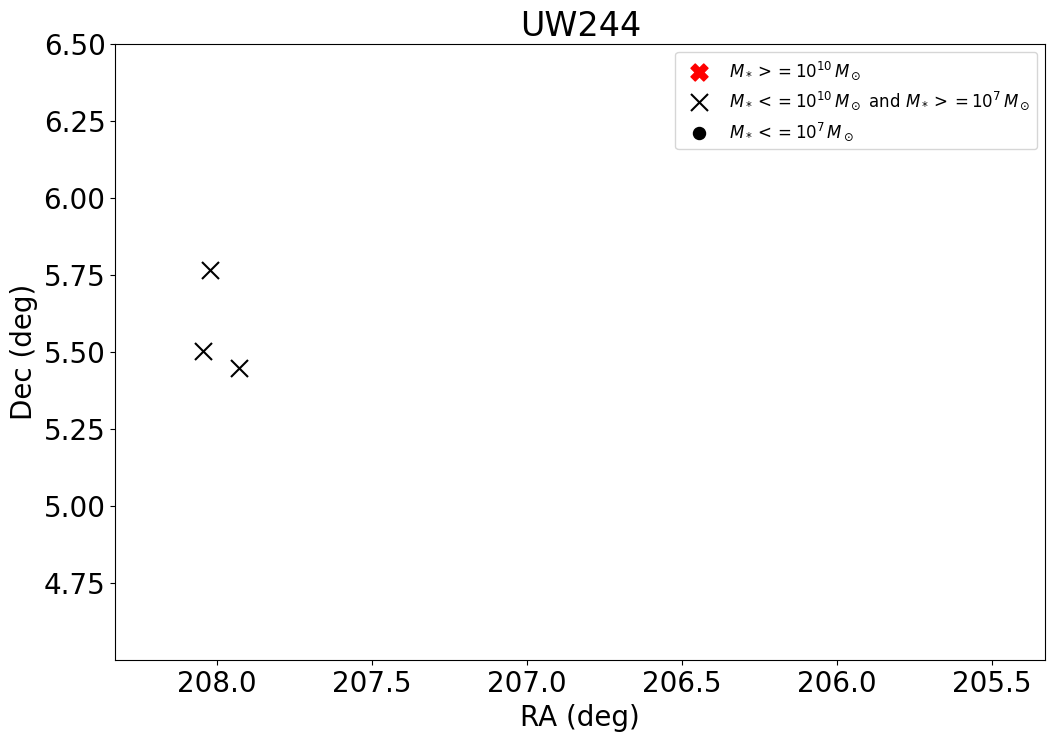 UW244
6.50
6.25
6.00
5.75
5.50
5.25
5.00
4.75
Dec (deg)
M* >= 10^10 M⊙
M* <= 10^10 M⊙ and M* >= 10^7 M⊙
M* <= 10^7 M⊙
208.0 207.5 207.0 206.5 206.0 205.5
RA (deg)